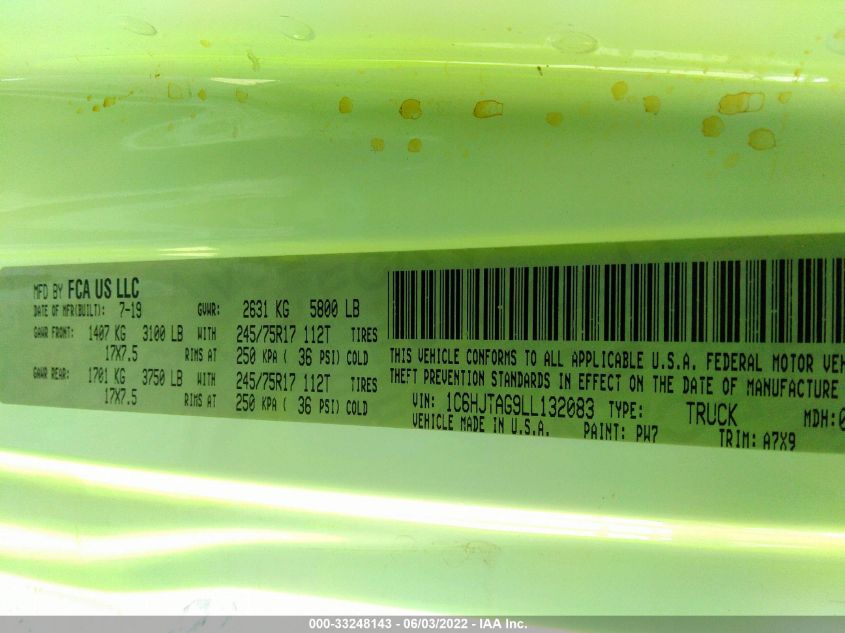 MFD BY FCA US LLC
DATE OF MFR(BUILT): 7-19 GVWR: 2631 KG 5800 LB
GAWR FRONT: 1407 KG 3100 LB WITH 245/75R17 112T TIRES
17X7.5 RIMS AT 250 KPA ( 36 PSI) COLD
GAWR REAR: 1701 KG 3750 LB WITH 245/75R17 112T TIRES
17X7.5 RIMS AT 250 KPA ( 36 PSI) COLD
THIS VEHICLE CONFORMS TO ALL APPLICABLE U.S.A. FEDERAL MOTOR VEH
THEFT PREVENTION STANDARDS IN EFFECT ON THE DATE OF MANUFACTURE
VIN: 1C6HJTAG9LL132083 TYPE: TRUCK MDH:0
VEHICLE MADE IN U.S.A. PAINT: PW7 TRIM: A7X9
000-33248143 - 06/03/2022 - IAA Inc.